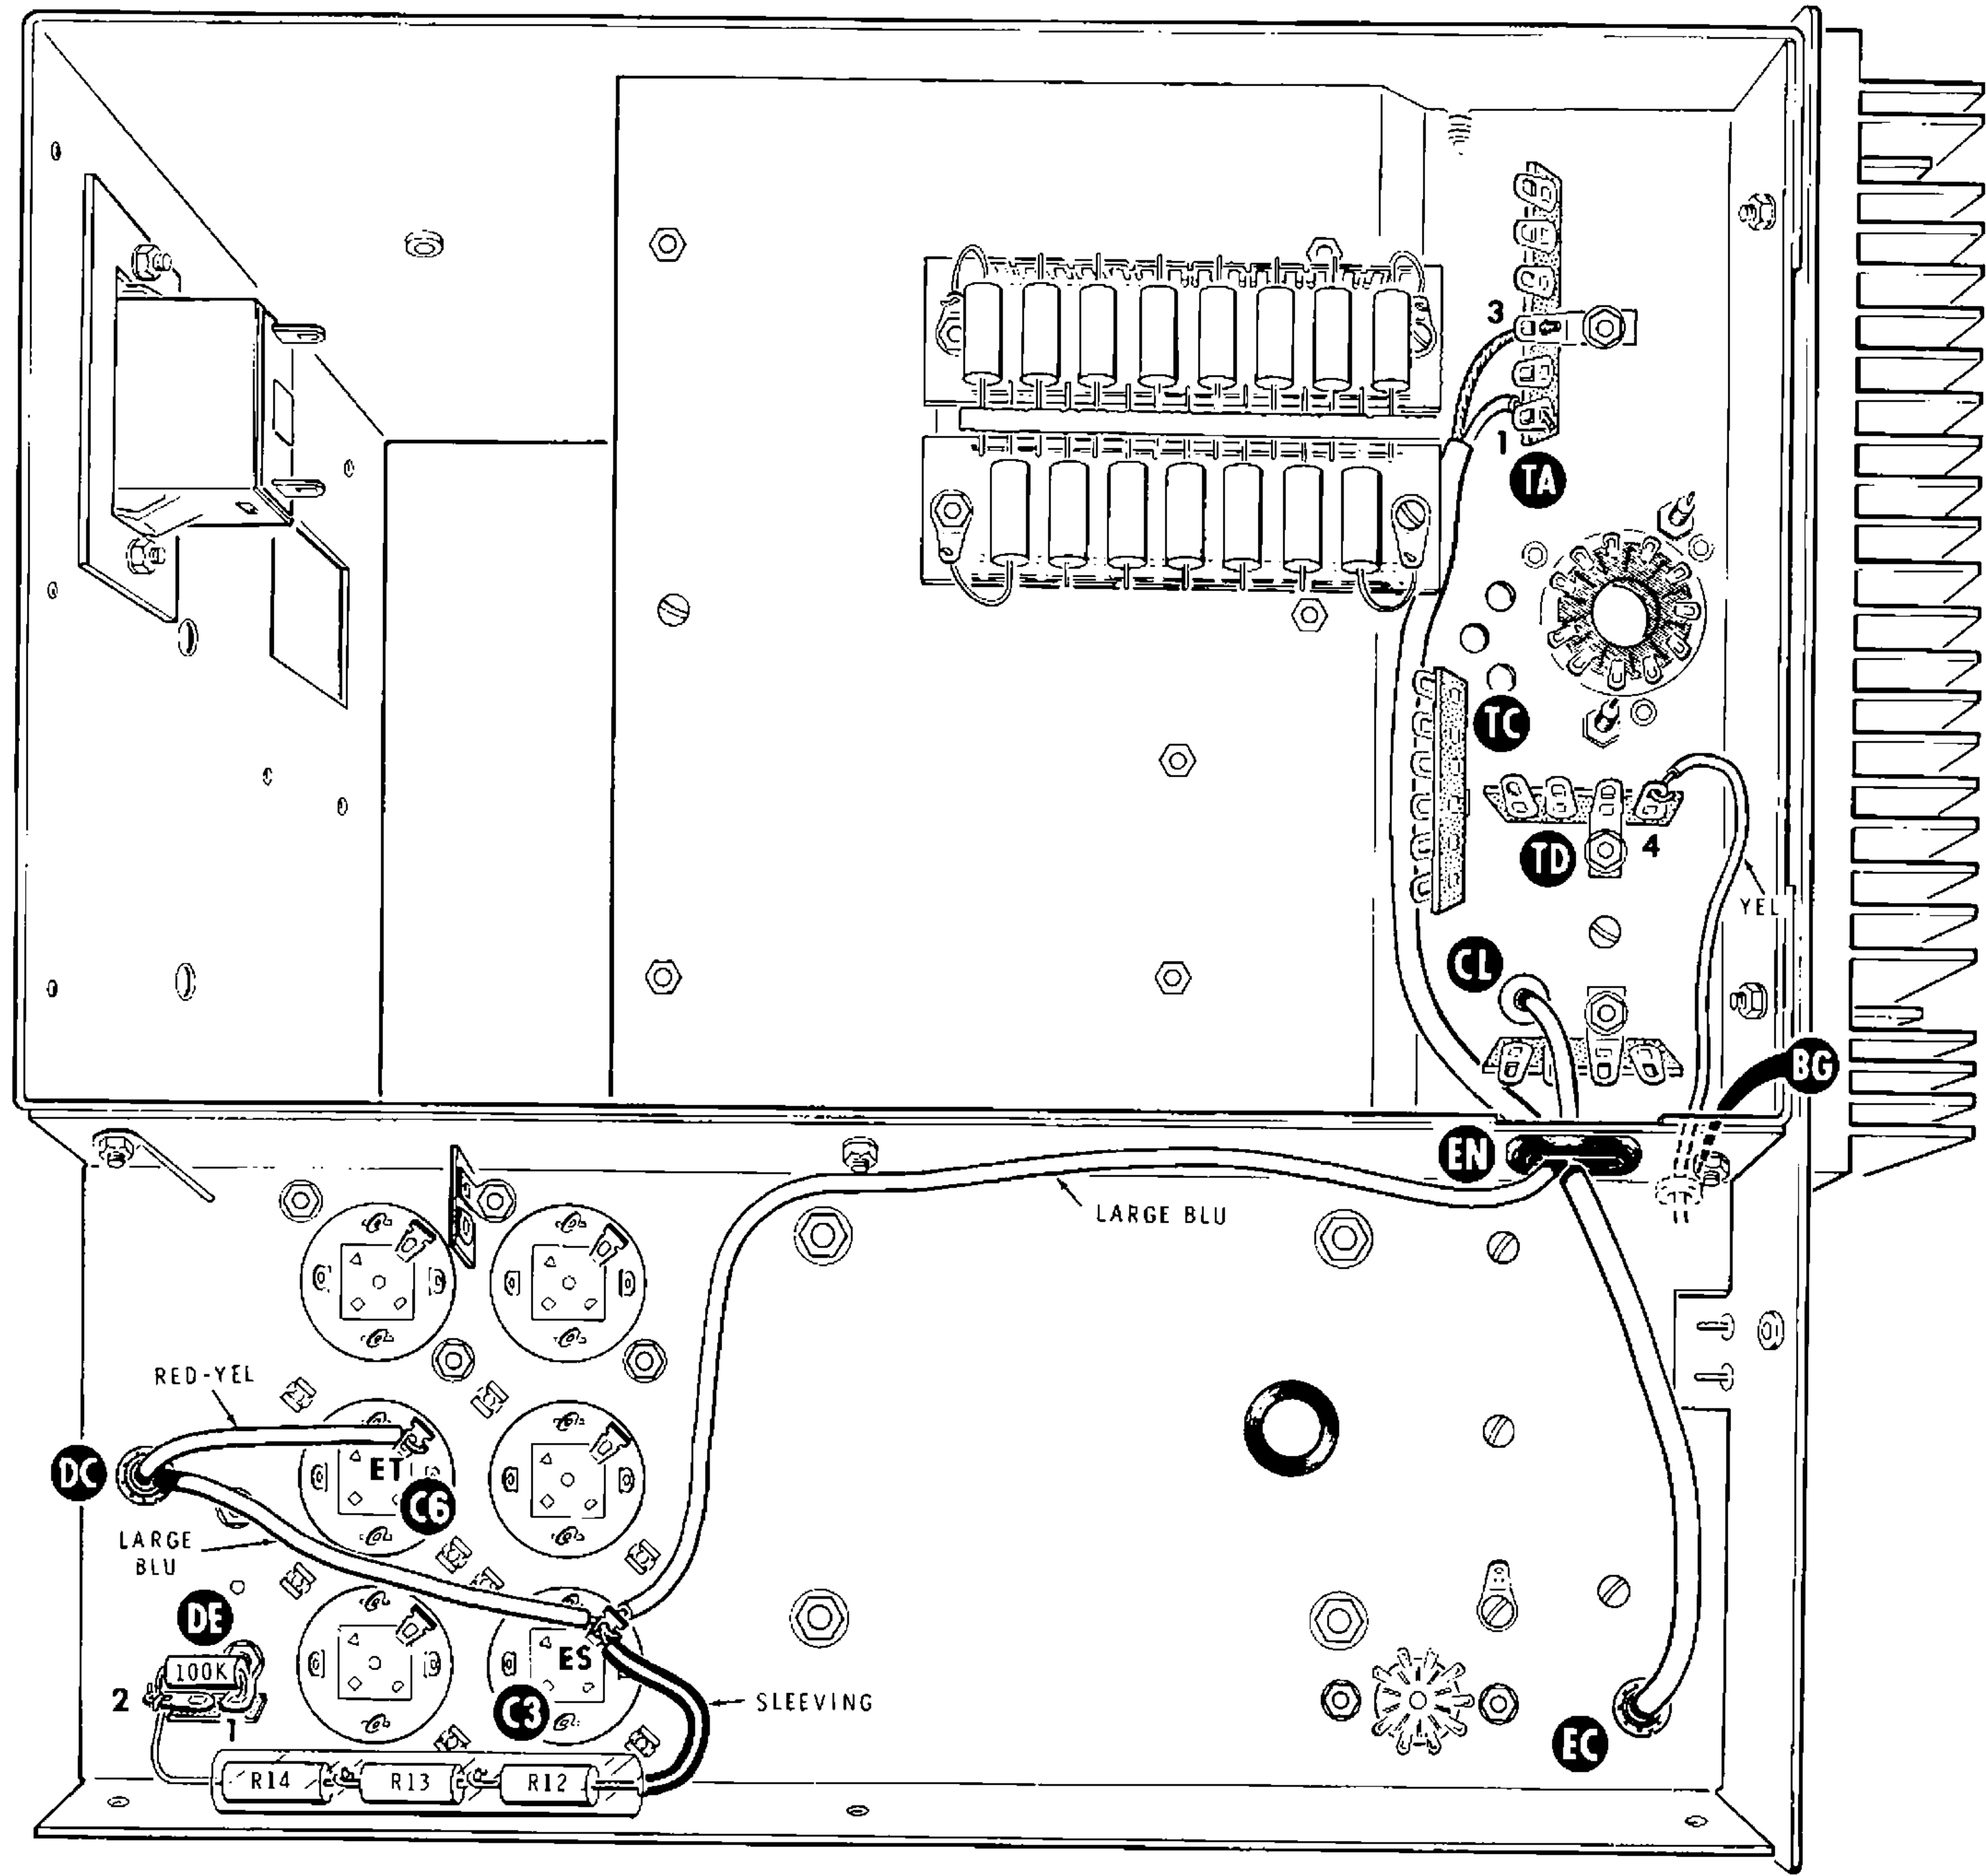 3
1
TA
TC
TD
4
YEL
CL
BG
EN
LARGE BLU
RED-YEL
DC
ET
C6
LARGE
BLU
DE
100K
ES
2
1
C3
SLEEVING
EC
R14
R13
R12